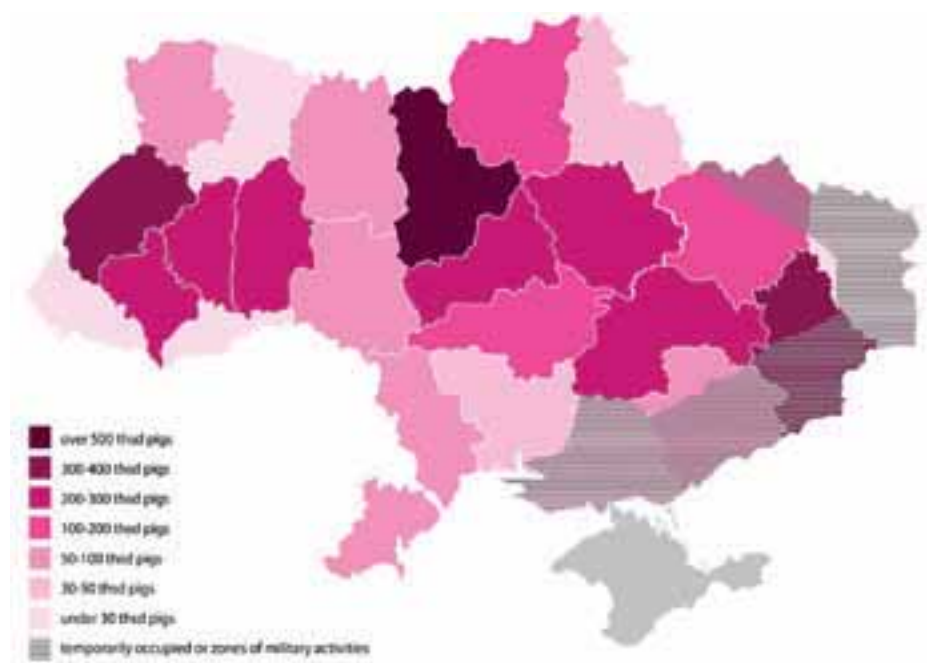 over 500 thsd pigs
300-400 thsd pigs
200-300 thsd pigs
100-200 thsd pigs
50-100 thsd pigs
30-50 thsd pigs
under 30 thsd pigs
temporarily occupied or zones of military activities